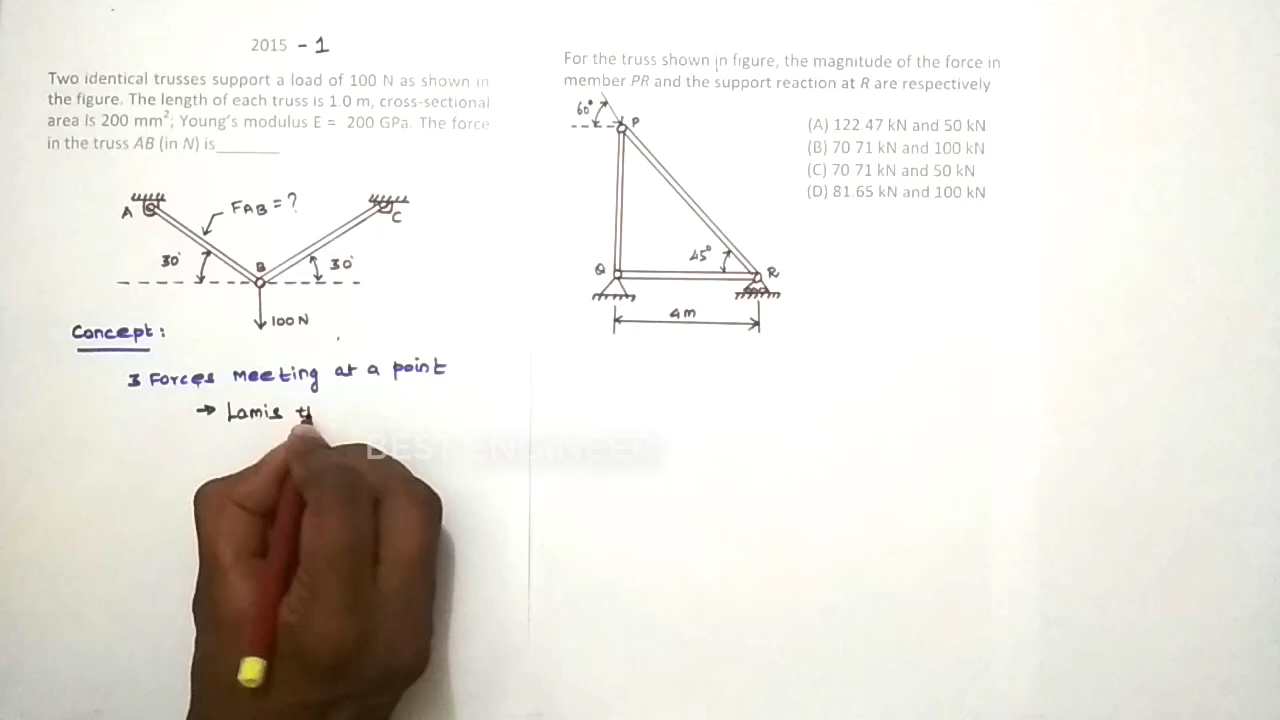 2015 - 1
Two identical trusses support a load of 100 N as shown in
the figure. The length of each truss is 1 0 m, cross-sectional
area is 200 mm²; Young's modulus E = 200 GPa. The force
in the truss AB (in N) is________
A
FAB = ?
C
30°
B
30°
100N
Concept :
3 Forces meeting at a point
→ Lamis
For the truss shown in figure, the magnitude of the force in
member PR and the support reaction at R are respectively
60°
P
(A) 122 47 kN and 50 kN
(B) 70 71 kN and 100 kN
(C) 70 71 kN and 50 kN
(D) 81 65 kN and 100 kN
45°
Q
R
4m
BEST ENGINEER